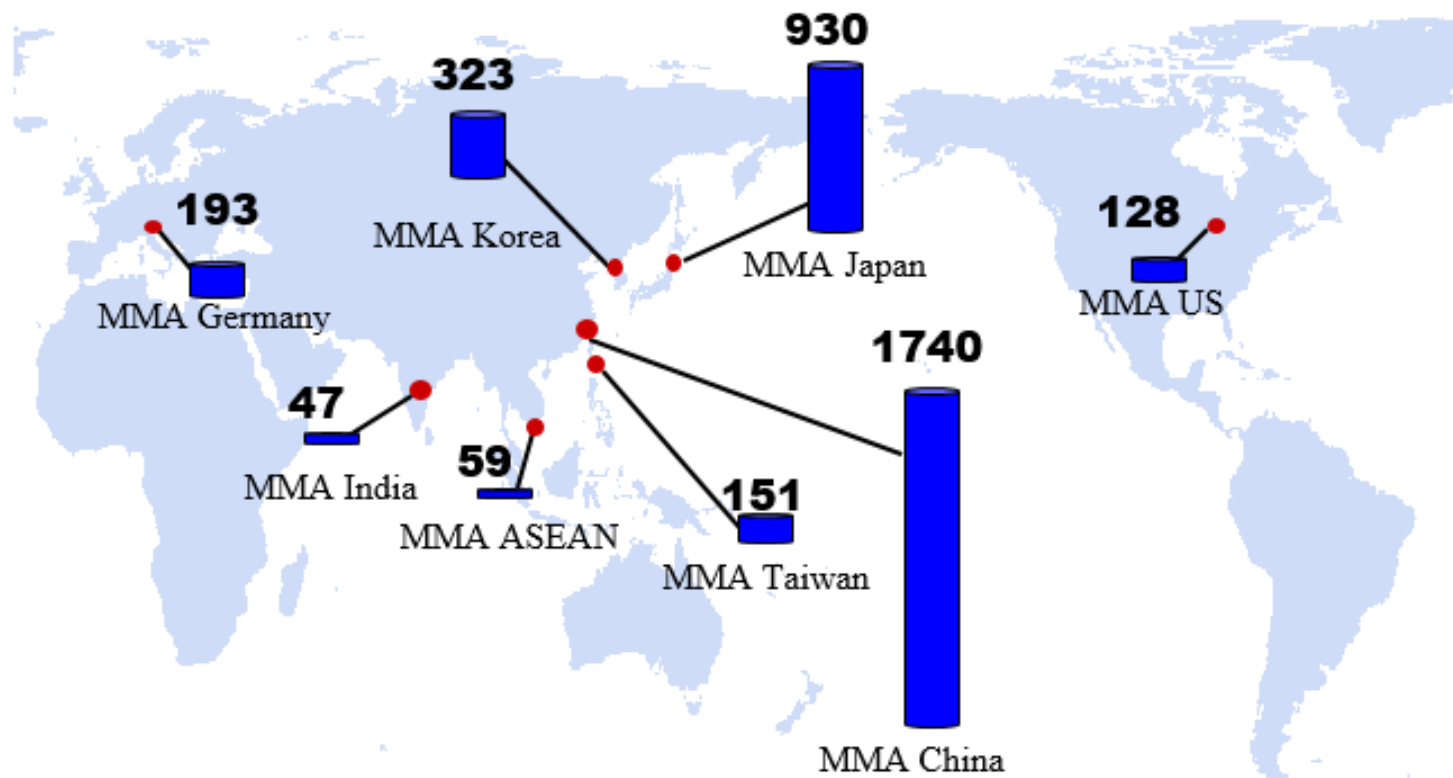 930
323
MMA Korea
MMA Japan
193
MMA Germany
128
MMA US
1740
47
MMA India
59
MMA ASEAN
151
MMA Taiwan
MMA China